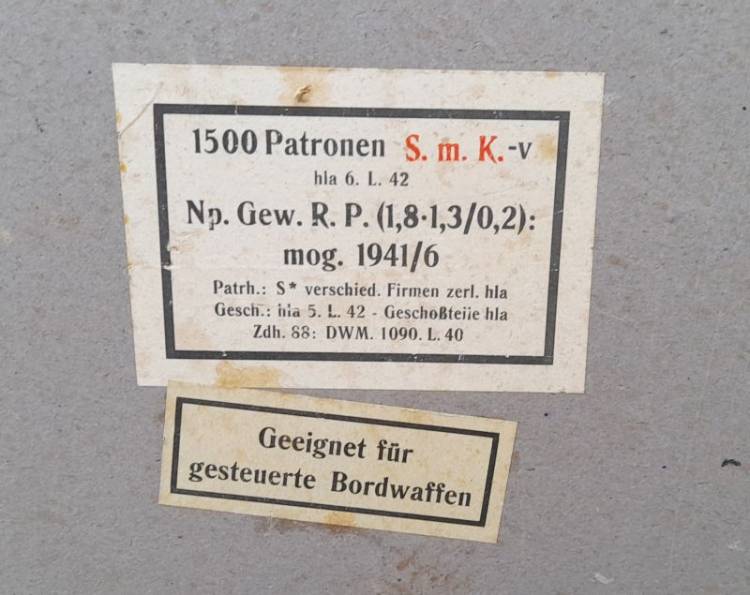 1500 Patronen S. m. K.-v
hla 6. L. 42
Np. Gew. R. P. (1,8·1,3/0,2):
mog. 1941/6
Patrh.: S* verschied. Firmen zerl. hla
Gesch.: hla 5. L. 42 - Geschoßteile hla
Zdh. 88: DWM. 1090. L. 40
Geeignet für
gesteuerte Bordwaffen